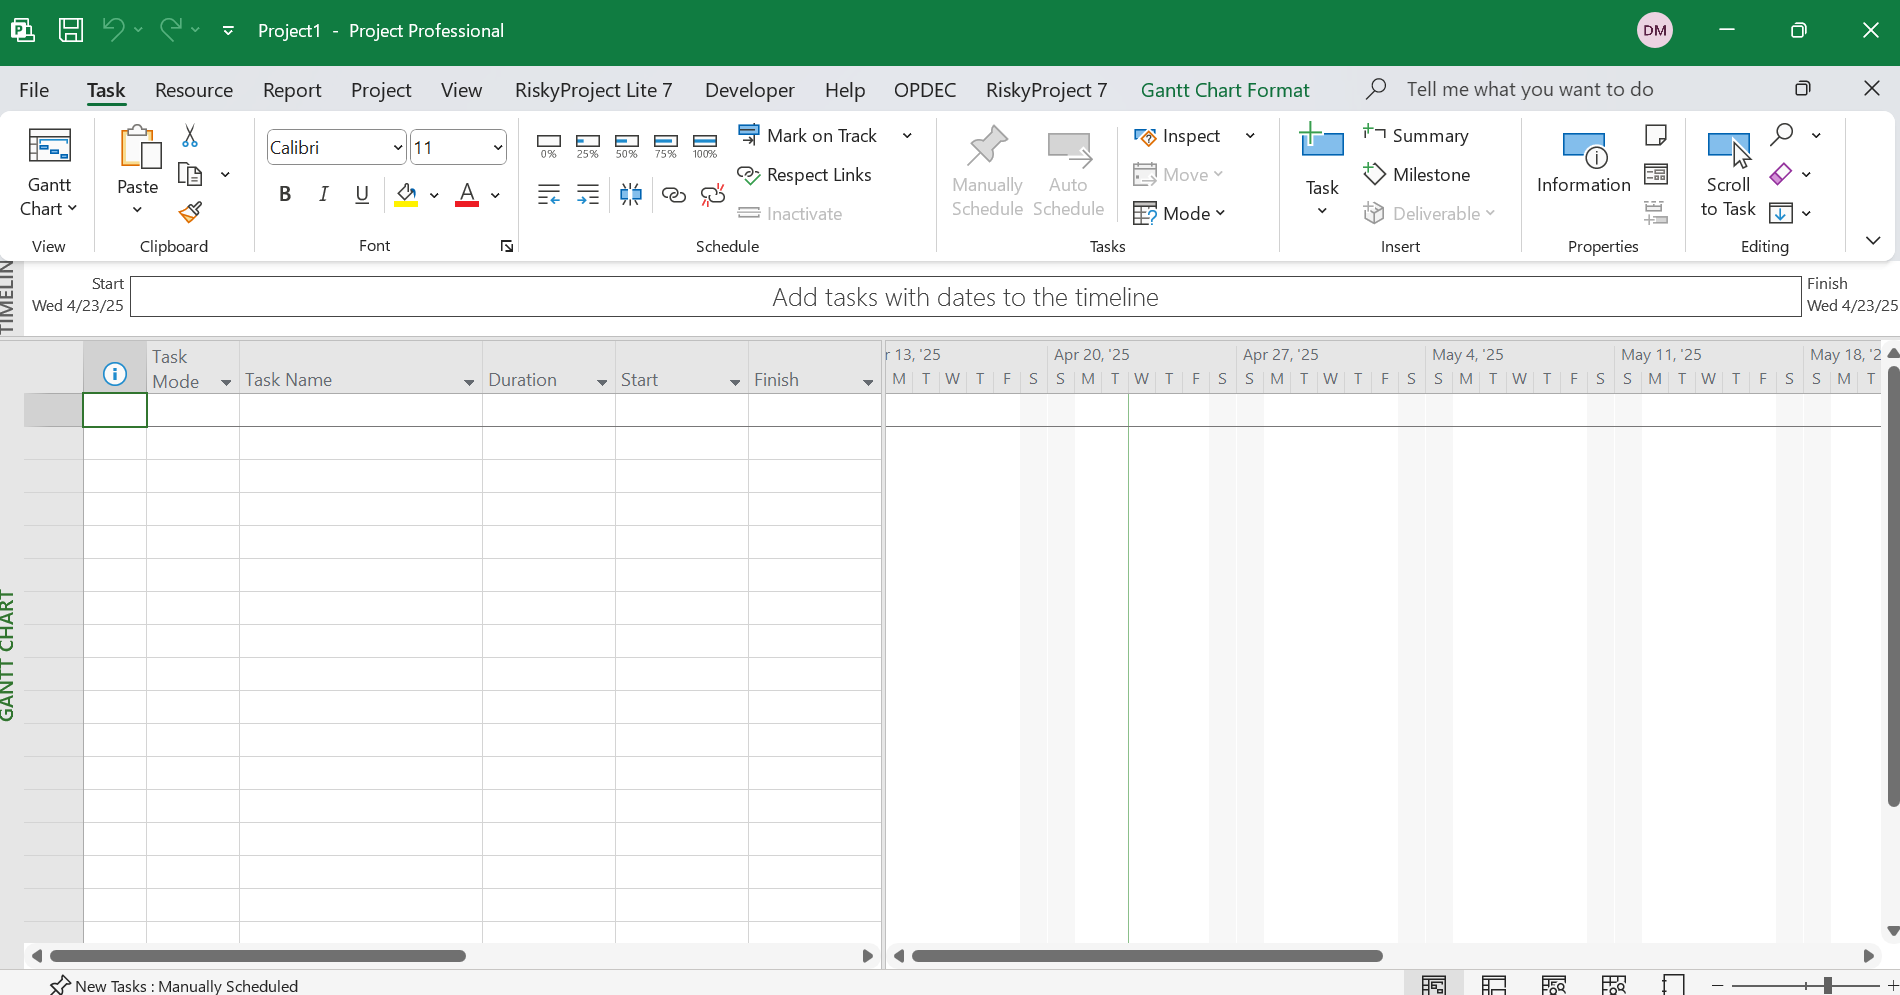 Project1 - Project Professional
DM
File Task Resource Report Project View RiskyProject Lite 7 Developer Help OPDEC RiskyProject 7 Gantt Chart Format Tell me what you want to do
Gantt
Chart
View
Paste
Clipboard
Calibri 11
B I U A
Font
0% 25% 50% 75% 100%
Mark on Track
Respect Links
Inactivate
Schedule
Manually
Schedule
Auto
Schedule
Inspect
Move
Mode
Tasks
Task
Summary
Milestone
Deliverable
Insert
Information
Properties
Scroll
to Task
Editing
Start
Wed 4/23/25
Add tasks with dates to the timeline
Finish
Wed 4/23/25
Task
Mode
Task Name
Duration
Start
Finish
13, '25 Apr 20, '25 Apr 27, '25 May 4, '25 May 11, '25 May 18, '2
M T W T F S S M T W T F S S M T W T F S S M T W T F S S M T W T F S S M T
GANTT CHART
New Tasks : Manually Scheduled